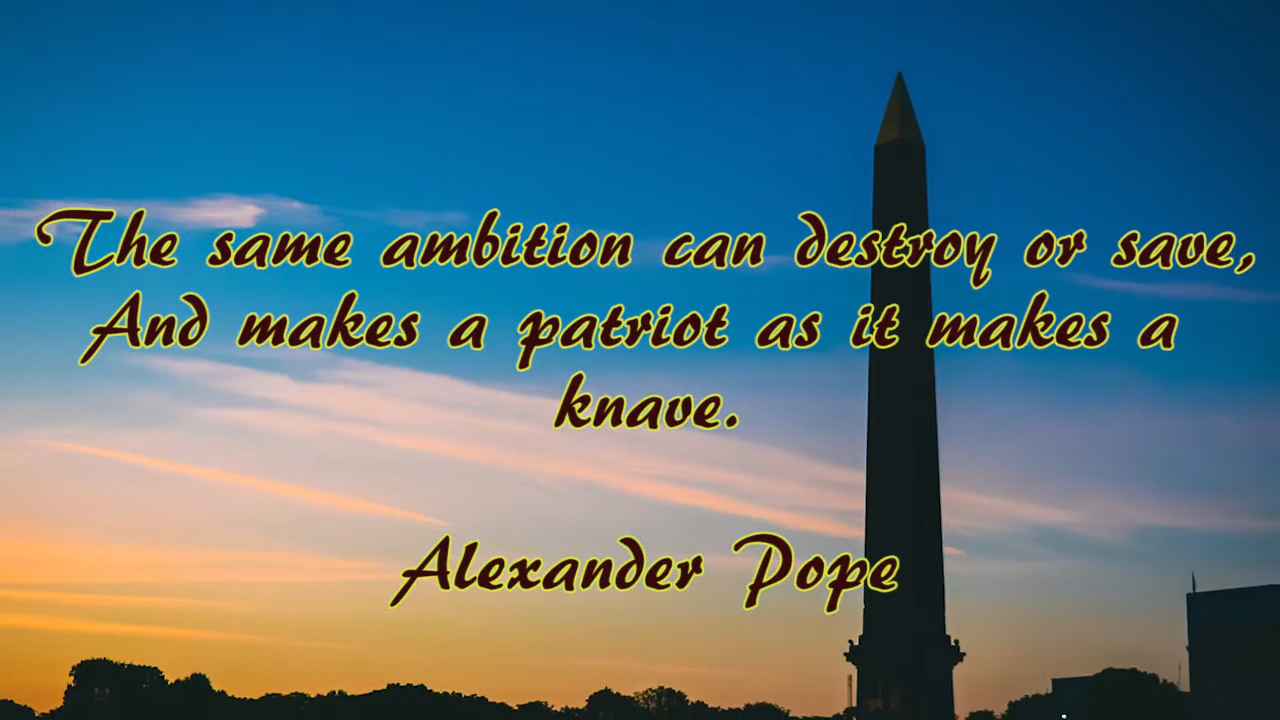 The same ambition can destroy or save,
And makes a patriot as it makes a
knave.
Alexander Pope